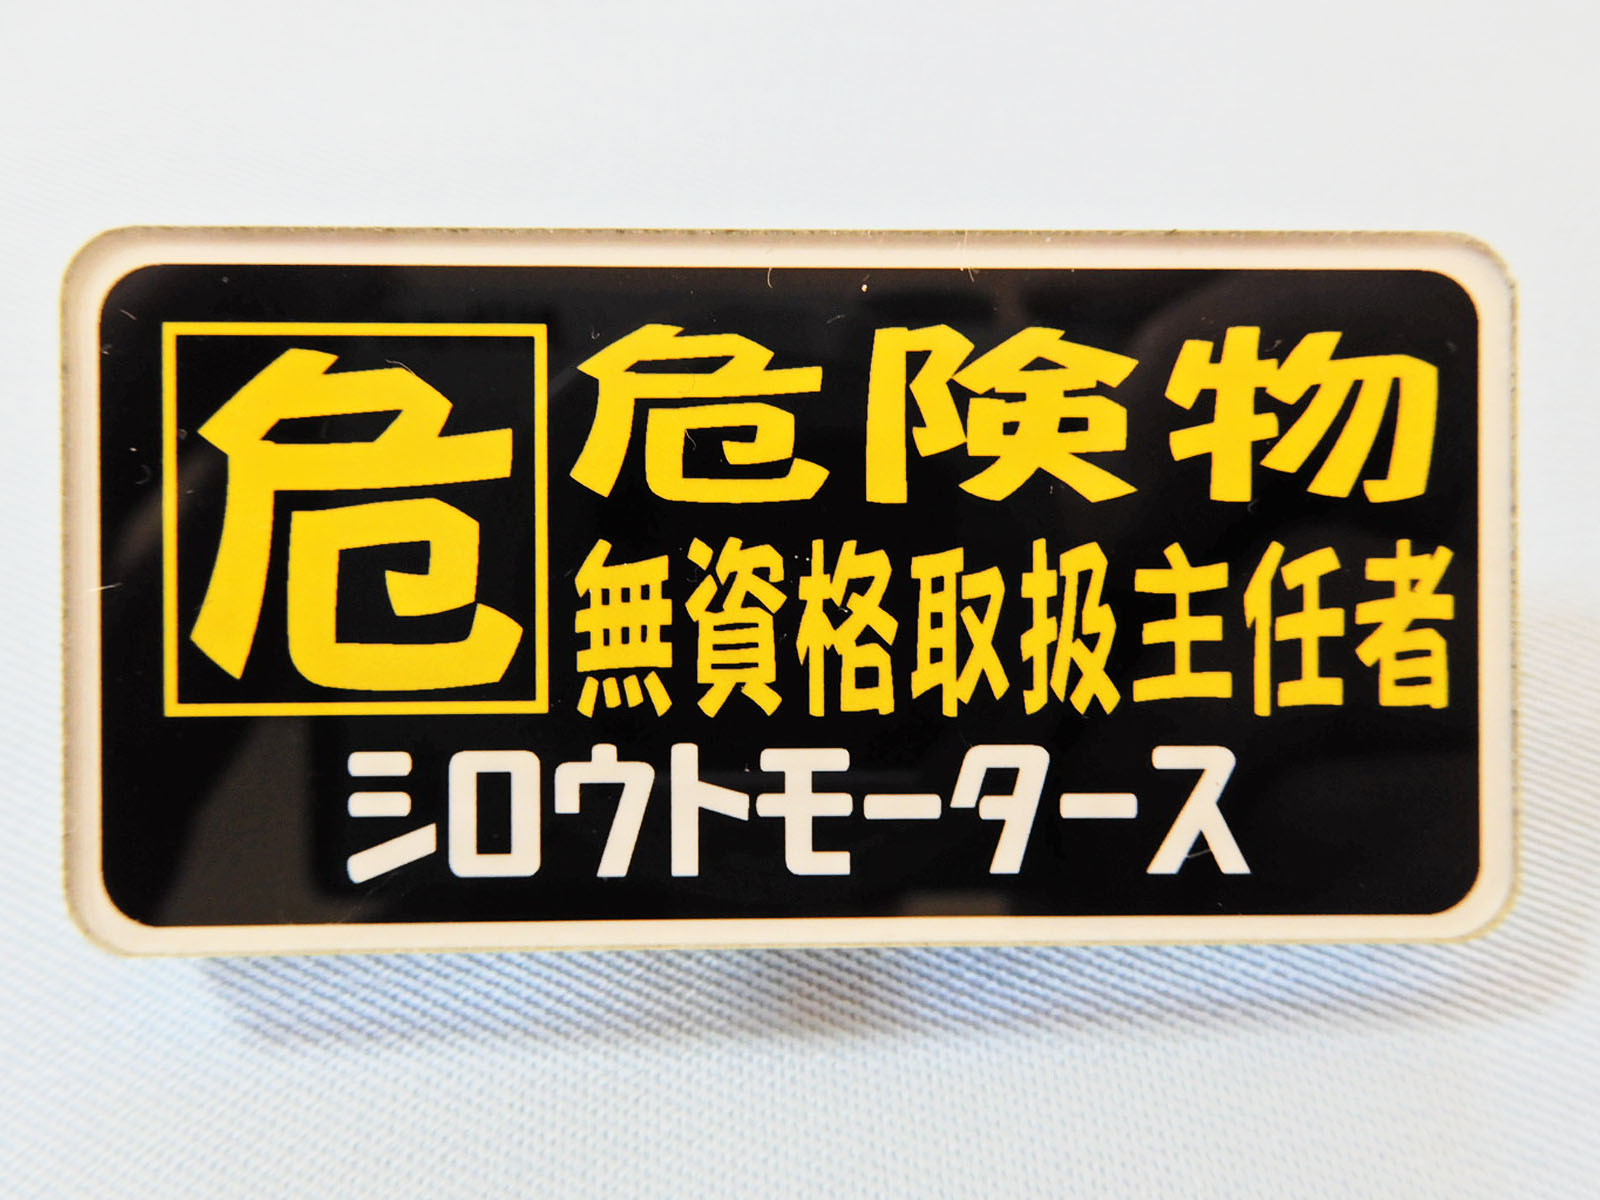 危
危険物
無資格取扱主任者
シロウトモータース